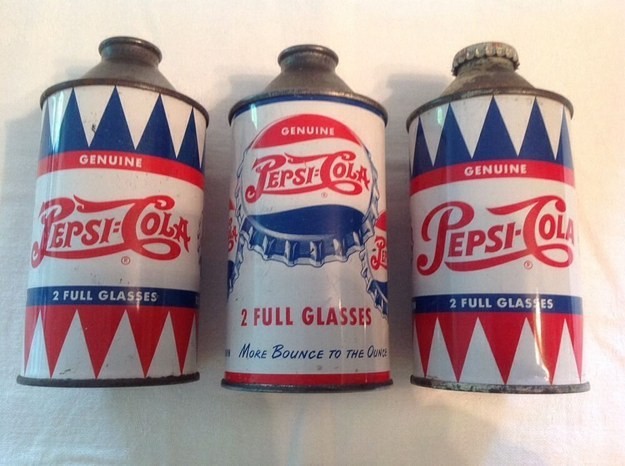 GENUINE
PEPSI=COLA
2 FULL GLASSES
GENUINE
PEPSI=COLA
2 FULL GLASSES
MORE BOUNCE TO THE OUNCE
GENUINE
PEPSI-COLA
2 FULL GLASSES